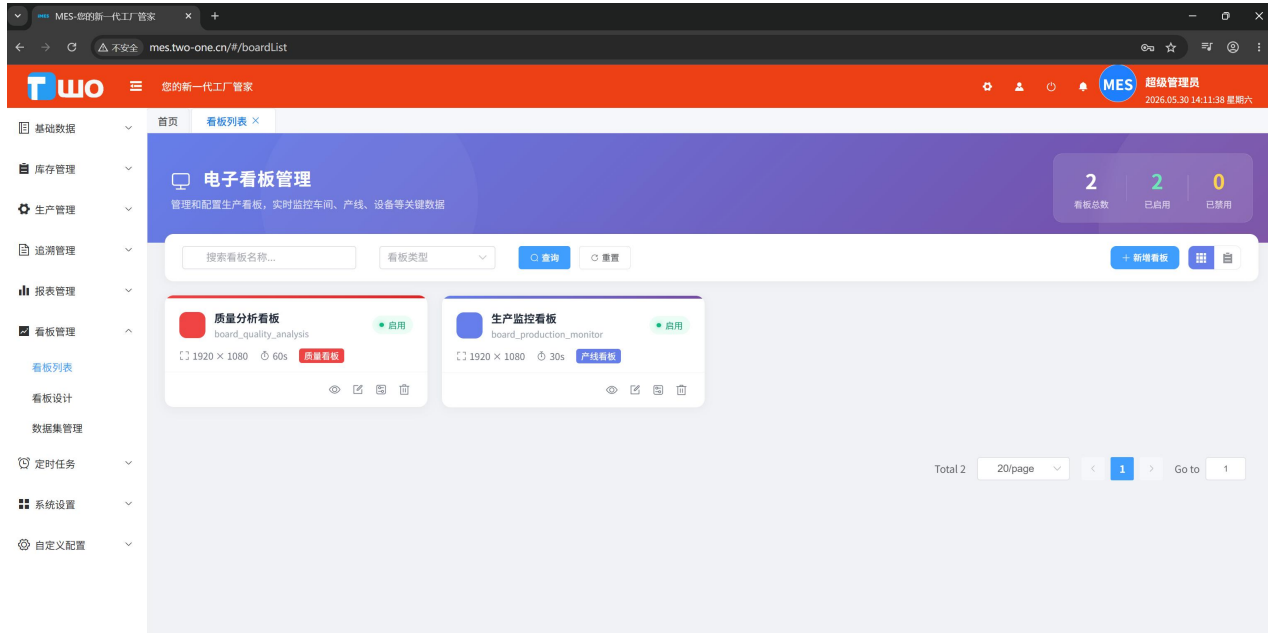 MES-您的新一代工厂管家
不安全 mes.two-one.cn/#/boardList
Two
您的新一代工厂管家
MES
超级管理员
2026.05.30 14:11:38 星期六
基础数据
库存管理
生产管理
追溯管理
报表管理
看板管理
看板列表
看板设计
数据集管理
定时任务
系统设置
自定义配置
首页 看板列表
电子看板管理
管理和配置生产看板，实时监控车间、产线、设备等关键数据
2 2 0
看板总数 已启用 已禁用
搜索看板名称... 看板类型 查询 重置 新增看板
质量分析看板
board_quality_analysis
启用
1920 × 1080 60s 质量看板
生产监控看板
board_production_monitor
启用
1920 × 1080 30s 产线看板
Total 2 20/page 1 Go to 1